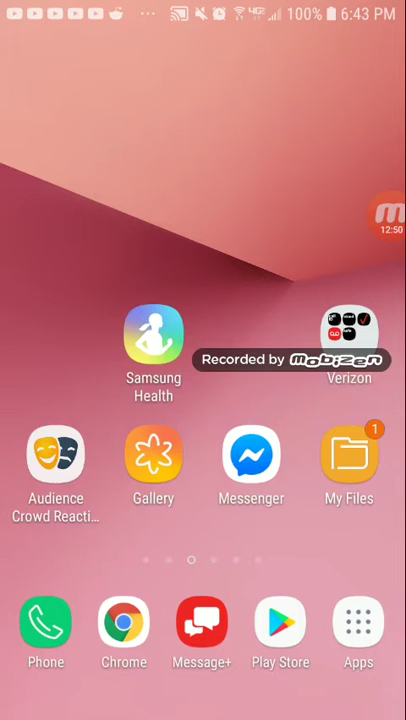 ... 4G 100% 6:43 PM
M
12:50
Recorded by mobizen
Samsung
Health
Verizon
Audience
Crowd Reacti...
Gallery
Messenger
My Files
1
Phone
Chrome
Message+
Play Store
Apps